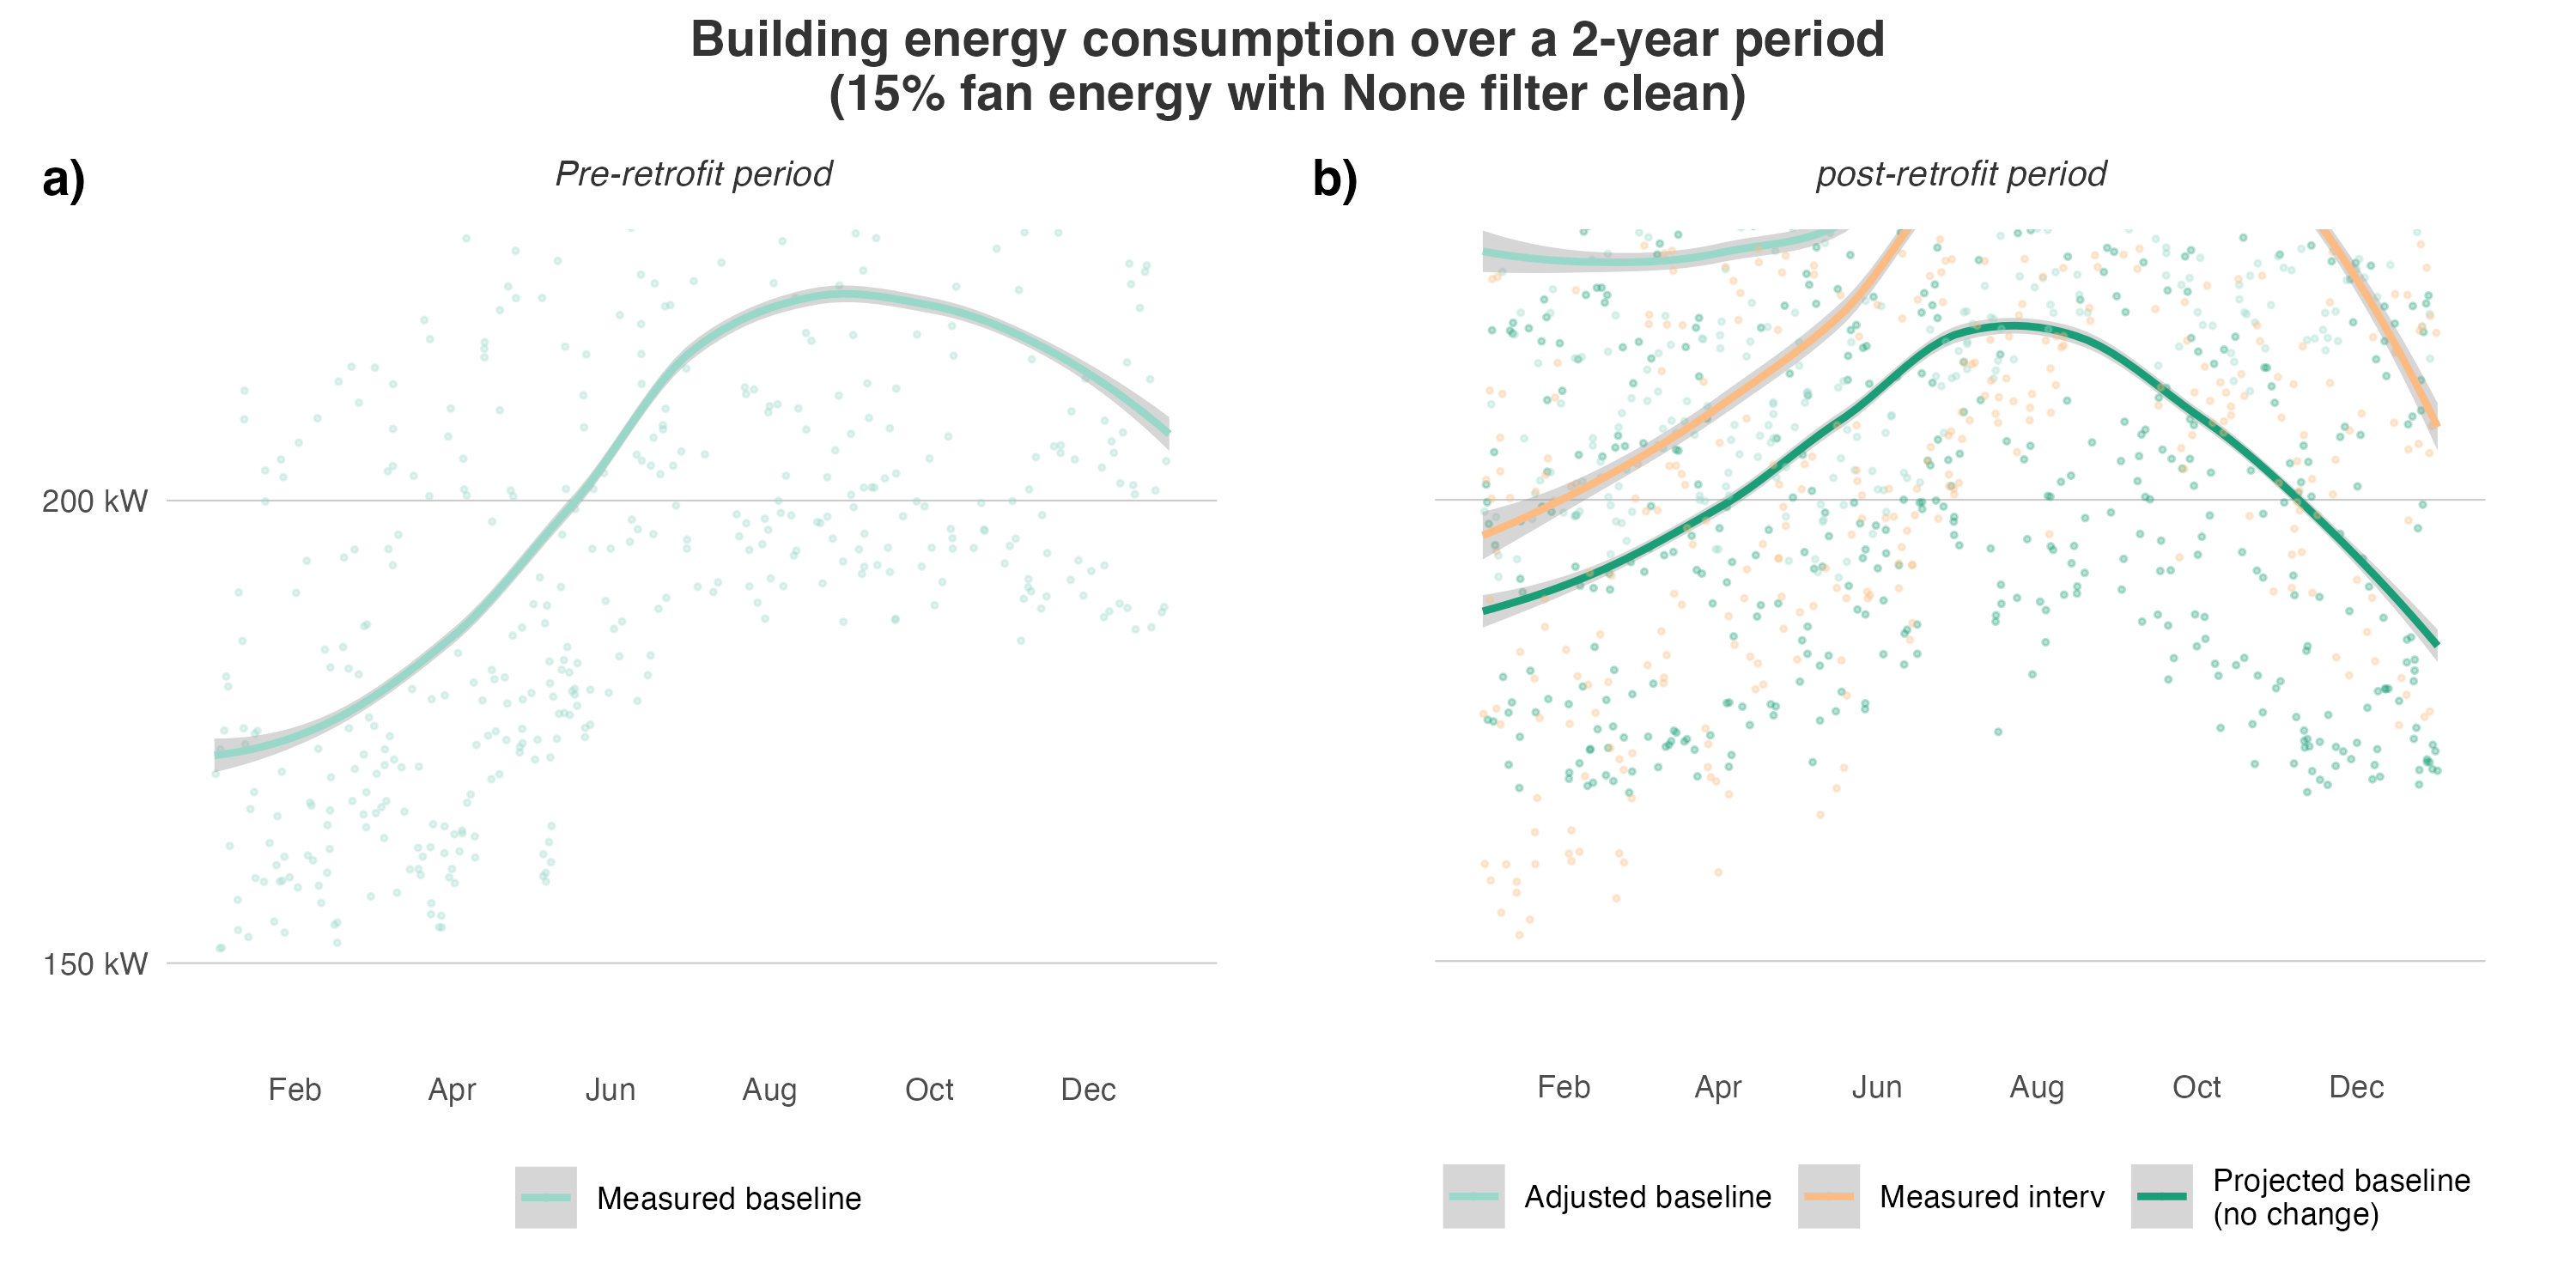 Building energy consumption over a 2-year period
(15% fan energy with None filter clean)
a)
Pre-retrofit period
200 kW
150 kW
Feb Apr Jun Aug Oct Dec
Measured baseline
b)
post-retrofit period
Feb Apr Jun Aug Oct Dec
Adjusted baseline
Measured interv
Projected baseline
(no change)